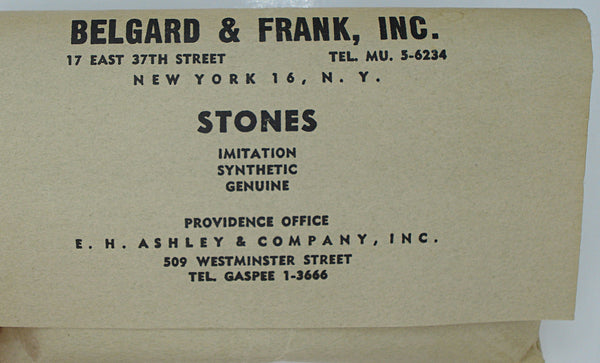 BELGARD & FRANK, INC.
17 EAST 37TH STREET TEL. MU. 5-6234
NEW YORK 16, N. Y.
STONES
IMITATION
SYNTHETIC
GENUINE
PROVIDENCE OFFICE
E. H. ASHLEY & COMPANY, INC.
509 WESTMINSTER STREET
TEL. GASPEE 1-3666